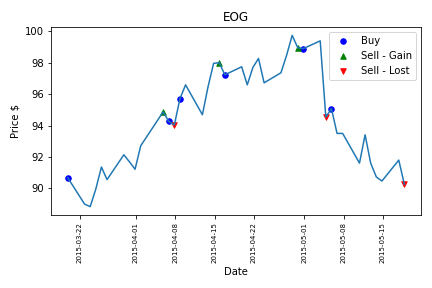 EOG
Buy
Sell - Gain
Sell - Lost
Price $
100
98
96
94
92
90
2015-03-22
2015-04-01
2015-04-08
2015-04-15
2015-04-22
2015-05-01
2015-05-08
2015-05-15
Date